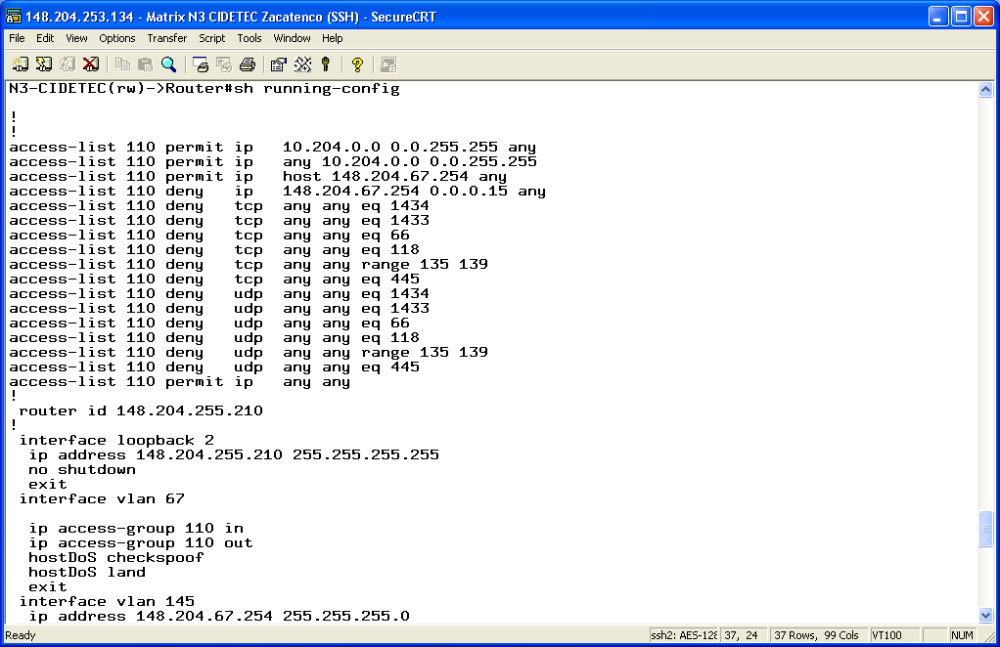 148.204.253.134 - Matrix N3 CIDETEC Zacatenco (SSH) - SecureCRT
File Edit View Options Transfer Script Tools Window Help
N3-CIDETEC(rw)->Router#sh running-config
!
!
access-list 110 permit ip   10.204.0.0 0.0.255.255 any
access-list 110 permit ip   any 10.204.0.0 0.0.255.255
access-list 110 permit ip   host 148.204.67.254 any
access-list 110 deny   ip   148.204.67.254 0.0.0.15 any
access-list 110 deny   tcp  any any eq 1434
access-list 110 deny   tcp  any any eq 1433
access-list 110 deny   tcp  any any eq 66
access-list 110 deny   tcp  any any eq 118
access-list 110 deny   tcp  any any range 135 139
access-list 110 deny   tcp  any any eq 445
access-list 110 deny   udp  any any eq 1434
access-list 110 deny   udp  any any eq 1433
access-list 110 deny   udp  any any eq 66
access-list 110 deny   udp  any any eq 118
access-list 110 deny   udp  any any range 135 139
access-list 110 deny   udp  any any eq 445
access-list 110 permit ip   any any
!
 router id 148.204.255.210
!
 interface loopback 2
  ip address 148.204.255.210 255.255.255.255
  no shutdown
  exit
 interface vlan 67
  ip access-group 110 in
  ip access-group 110 out
  hostDoS checkspoof
  hostDoS land
  exit
 interface vlan 145
  ip address 148.204.67.254 255.255.255.0
Ready ssh2: AES-128 37, 24 37 Rows, 99 Cols VT100 NUM